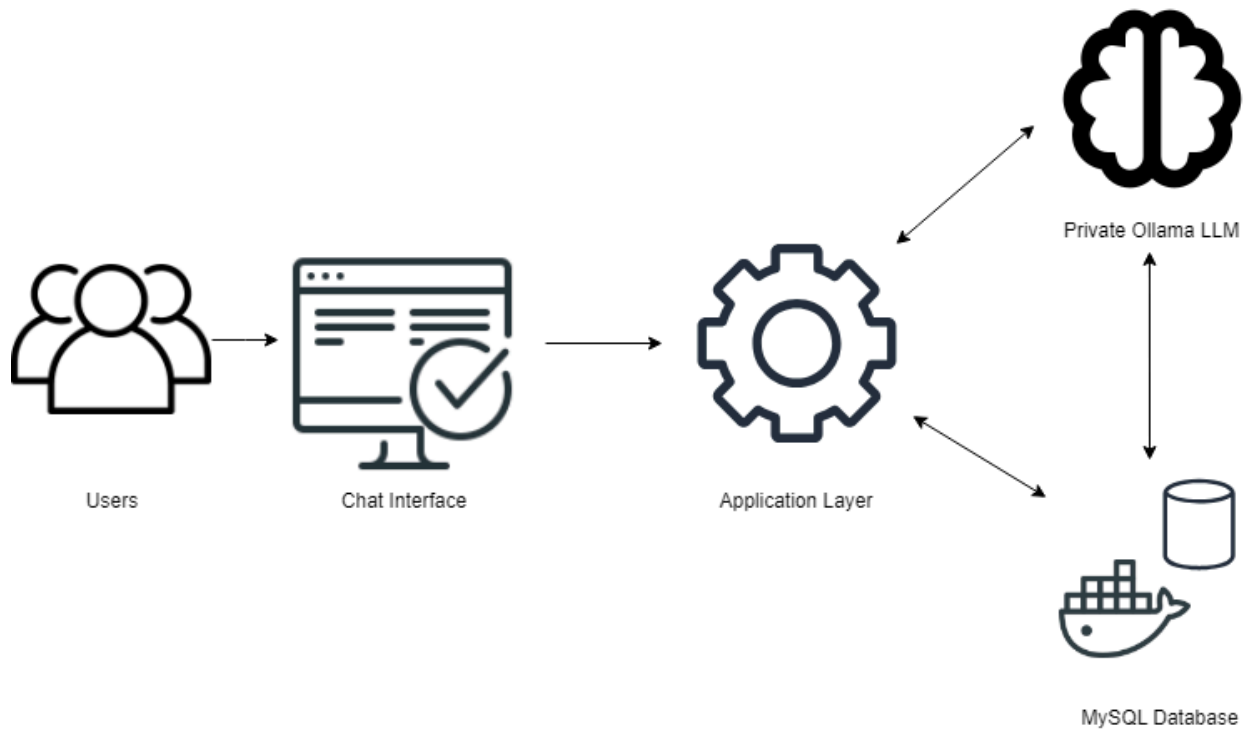 Private Ollama LLM
Users
Chat Interface
Application Layer
MySQL Database